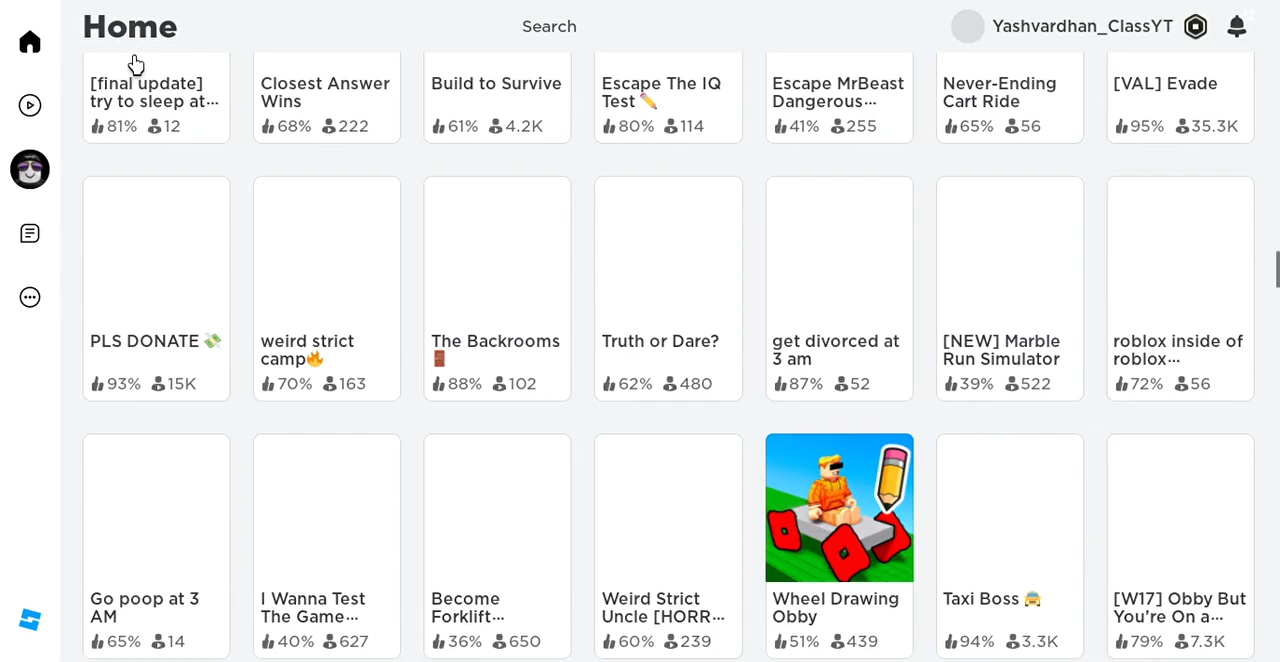 Home
Search
Yashvardhan_ClassYT
[final update]
try to sleep at...
81% 12
Closest Answer
Wins
68% 222
Build to Survive
61% 4.2K
Escape The IQ
Test ✏️
80% 114
Escape MrBeast
Dangerous...
41% 255
Never-Ending
Cart Ride
65% 56
[VAL] Evade
95% 35.3K
PLS DONATE 💸
93% 15K
weird strict
camp🔥
70% 163
The Backrooms
🚪
88% 102
Truth or Dare?
62% 480
get divorced at
3 am
87% 52
[NEW] Marble
Run Simulator
39% 522
roblox inside of
roblox...
72% 56
Go poop at 3
AM
65% 14
I Wanna Test
The Game...
40% 627
Become
Forklift...
36% 650
Weird Strict
Uncle [HORR...
60% 239
Wheel Drawing
Obby
51% 439
Taxi Boss 🚖
94% 3.3K
[W17] Obby But
You're On a...
79% 7.3K